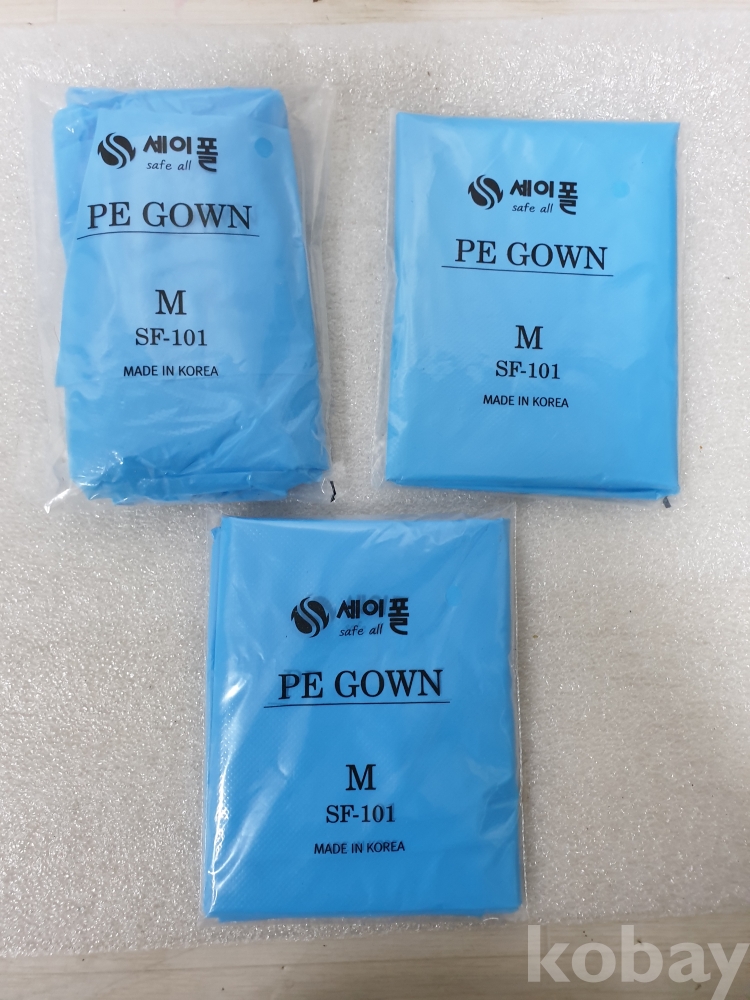 세이폴
safe all
PE GOWN
M
SF-101
MADE IN KOREA
세이폴
safe all
PE GOWN
M
SF-101
MADE IN KOREA
세이폴
safe all
PE GOWN
M
SF-101
MADE IN KOREA
kobay